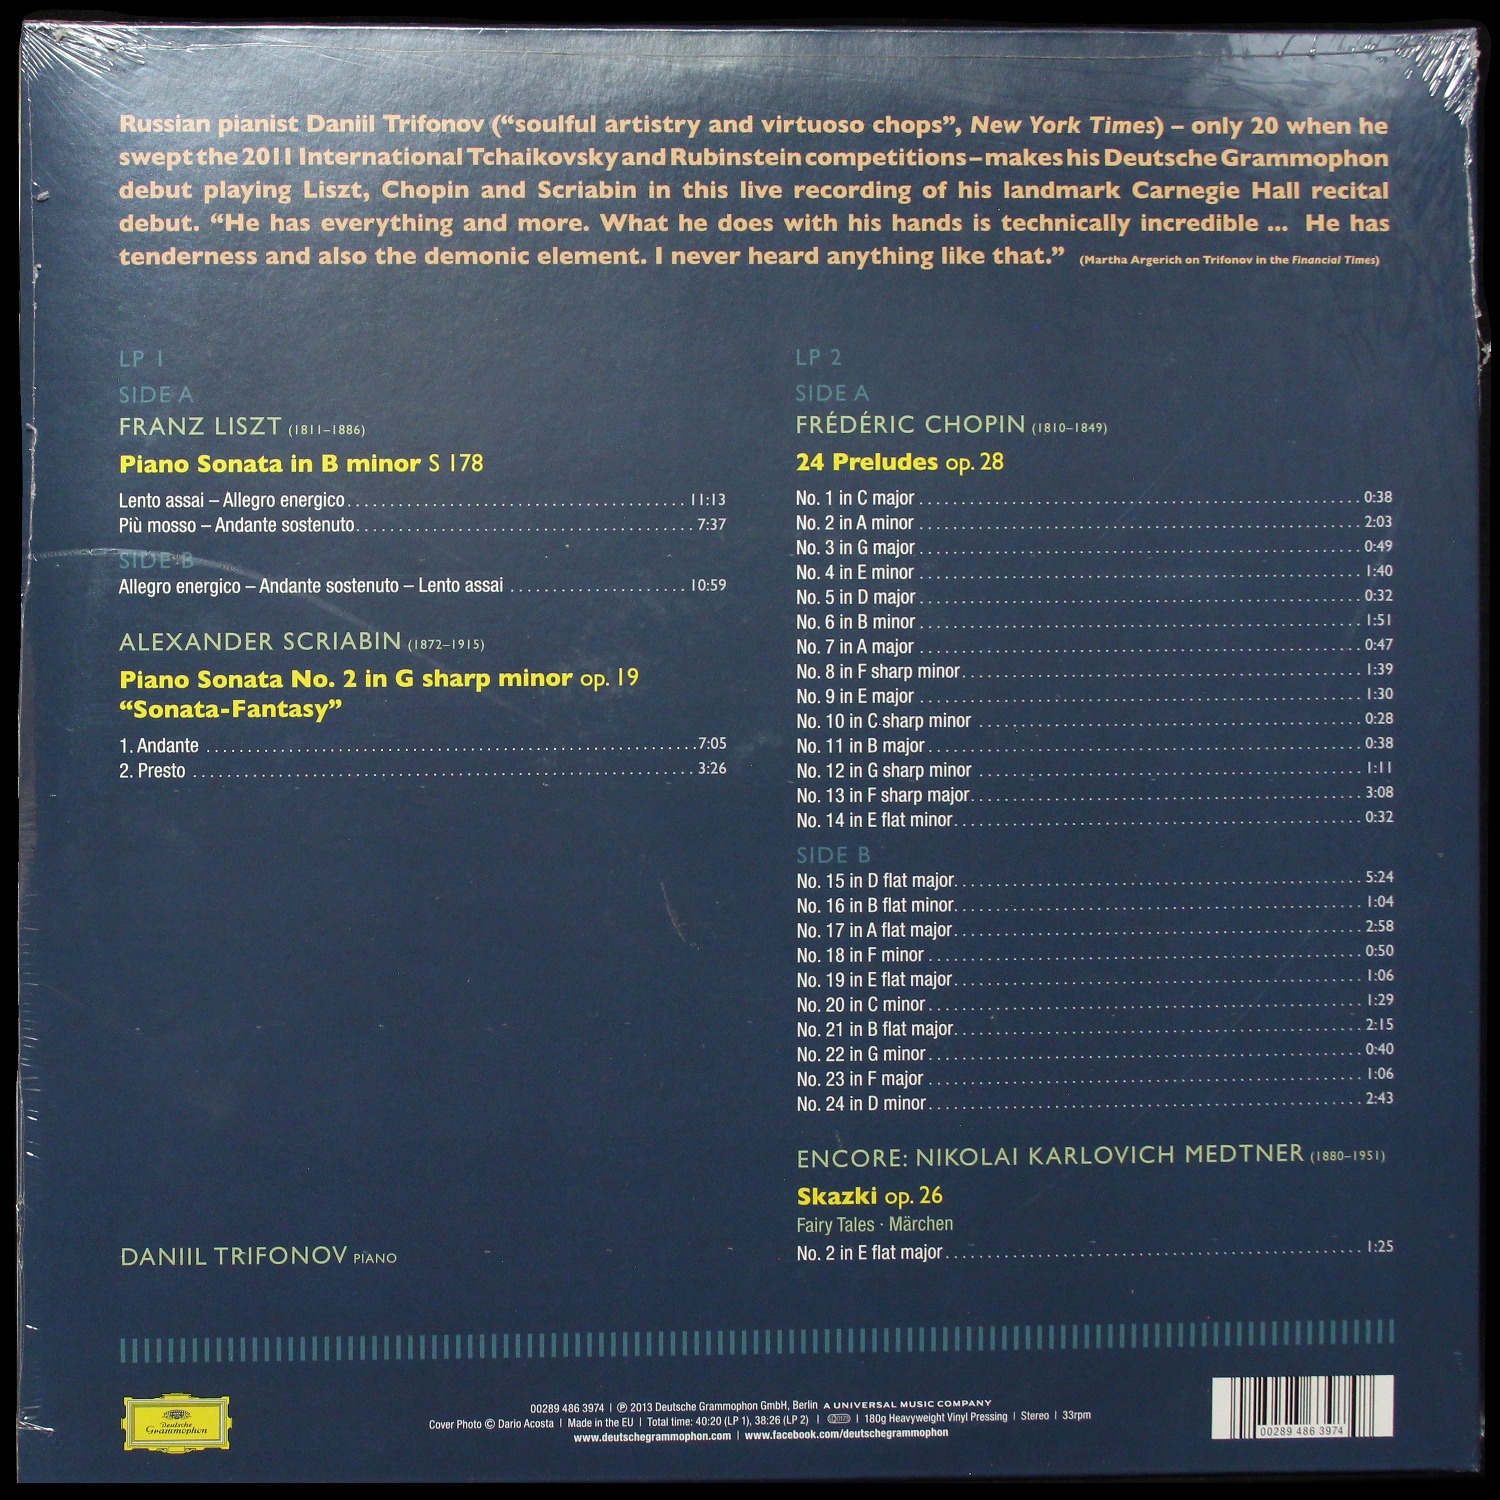 Russian pianist Daniil Trifonov (“soulful artistry and virtuoso chops”, New York Times) – only 20 when he
swept the 2011 International Tchaikovsky and Rubinstein competitions – makes his Deutsche Grammophon
debut playing Liszt, Chopin and Scriabin in this live recording of his landmark Carnegie Hall recital
debut. “He has everything and more. What he does with his hands is technically incredible ... He has
tenderness and also the demonic element. I never heard anything like that.” (Martha Argerich on Trifonov in the Financial Times)
LP 1
SIDE A
FRANZ LISZT (1811–1886)
Piano Sonata in B minor S 178
Lento assai – Allegro energico 11:13
Più mosso – Andante sostenuto 7:37
SIDE B
Allegro energico – Andante sostenuto – Lento assai 10:59
ALEXANDER SCRIABIN (1872–1915)
Piano Sonata No. 2 in G sharp minor op. 19
“Sonata-Fantasy”
1. Andante 7:05
2. Presto 3:26
DANIIL TRIFONOV PIANO
LP 2
SIDE A
FRÉDÉRIC CHOPIN (1810–1849)
24 Preludes op. 28
No. 1 in C major 0:38
No. 2 in A minor 2:03
No. 3 in G major 0:49
No. 4 in E minor 1:40
No. 5 in D major 0:32
No. 6 in B minor 1:51
No. 7 in A major 0:47
No. 8 in F sharp minor 1:39
No. 9 in E major 1:30
No. 10 in C sharp minor 0:28
No. 11 in B major 0:38
No. 12 in G sharp minor 1:11
No. 13 in F sharp major 3:08
No. 14 in E flat minor 0:32
SIDE B
No. 15 in D flat major 5:24
No. 16 in B flat minor 1:04
No. 17 in A flat major 2:58
No. 18 in F minor 0:50
No. 19 in E flat major 1:06
No. 20 in C minor 1:29
No. 21 in B flat major 2:15
No. 22 in G minor 0:40
No. 23 in F major 1:06
No. 24 in D minor 2:43
ENCORE: NIKOLAI KARLOVICH MEDTNER (1880–1951)
Skazki op. 26
Fairy Tales · Märchen
No. 2 in E flat major 1:25
Deutsche
Grammophon
00289 486 3974 | ℗ 2013 Deutsche Grammophon GmbH, Berlin A UNIVERSAL MUSIC COMPANY
Cover Photo © Dario Acosta | Made in the EU | Total time: 40:20 (LP 1), 38:26 (LP 2) | | 180g Heavyweight Vinyl Pressing | Stereo | 33rpm
www.deutschegrammophon.com | www.facebook.com/deutschegrammophon
00289 486 3974